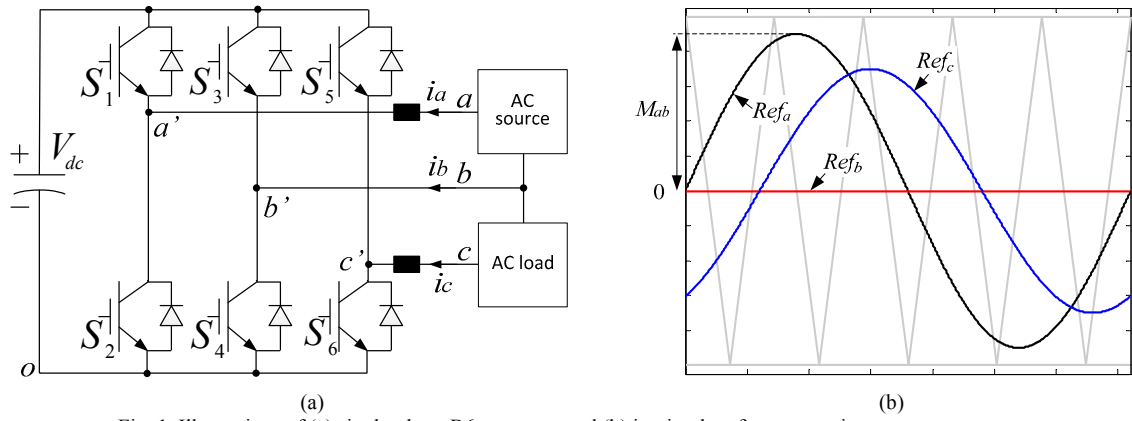 S1
S3
S5
ia a
AC source
a'
+
Vdc
−
ib b
b'
c'
ic c
AC load
S2
S4
S6
o
(a)
Mab
0
Refa
Refb
Refc
(b)